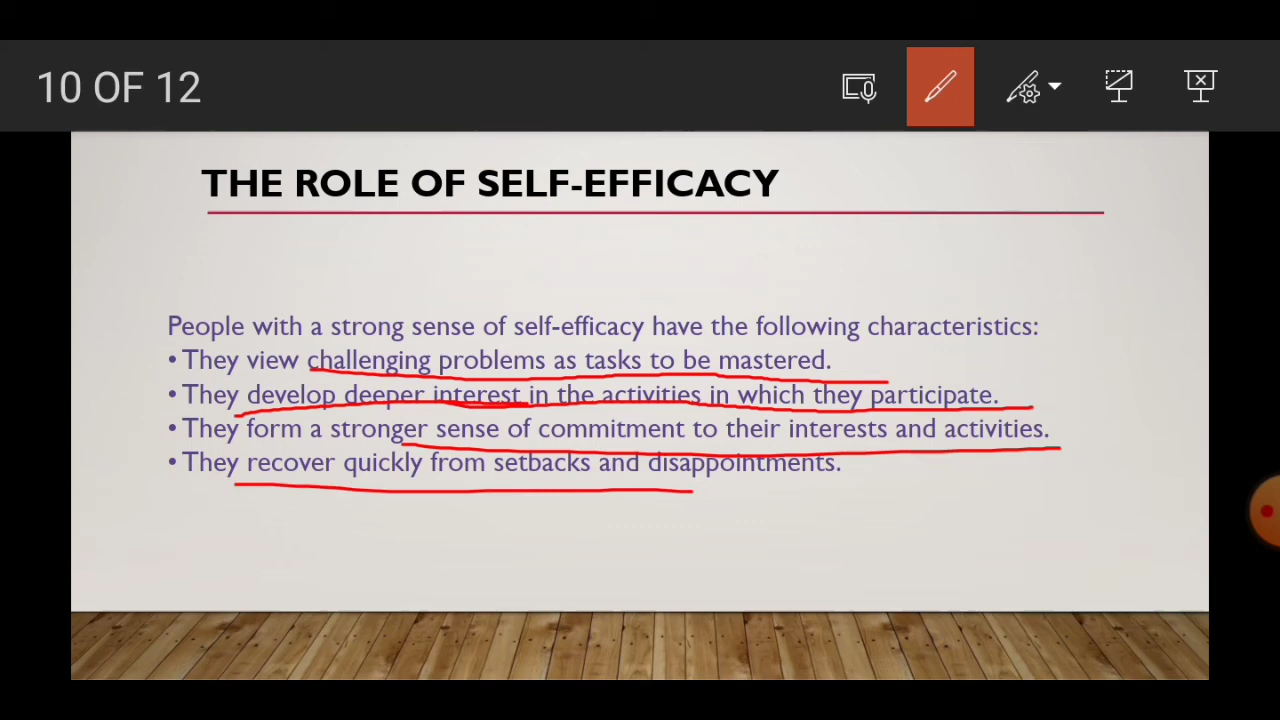 10 OF 12
THE ROLE OF SELF-EFFICACY
People with a strong sense of self-efficacy have the following characteristics:
• They view challenging problems as tasks to be mastered.
• They develop deeper interest in the activities in which they participate.
• They form a stronger sense of commitment to their interests and activities.
• They recover quickly from setbacks and disappointments.